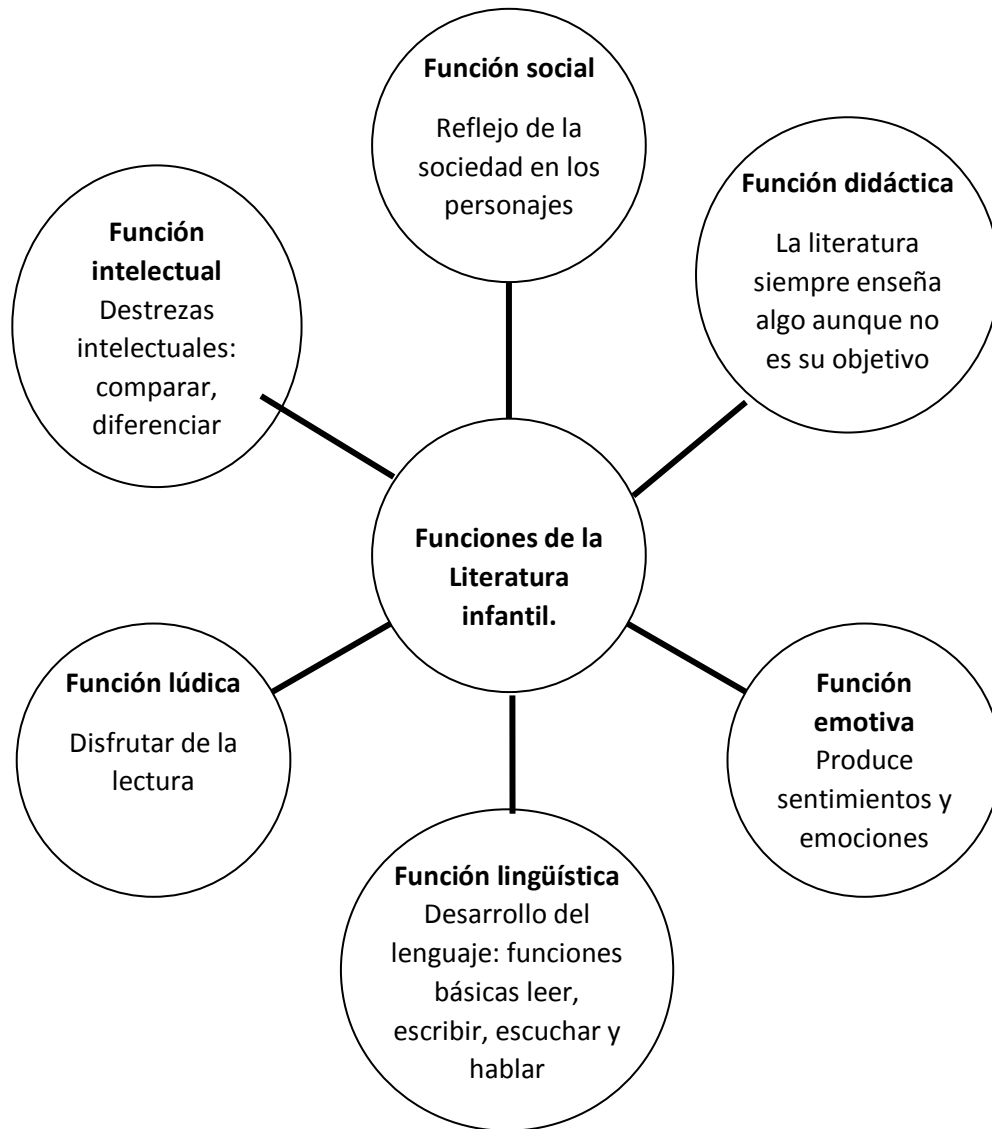 Función social
Reflejo de la
sociedad en los
personajes
Función didáctica
La literatura
siempre enseña
algo aunque no
es su objetivo
Función
intelectual
Destrezas
intelectuales:
comparar,
diferenciar
Funciones de la
Literatura
infantil.
Función lúdica
Disfrutar de la
lectura
Función
emotiva
Produce
sentimientos y
emociones
Función lingüística
Desarrollo del
lenguaje: funciones
básicas leer,
escribir, escuchar y
hablar